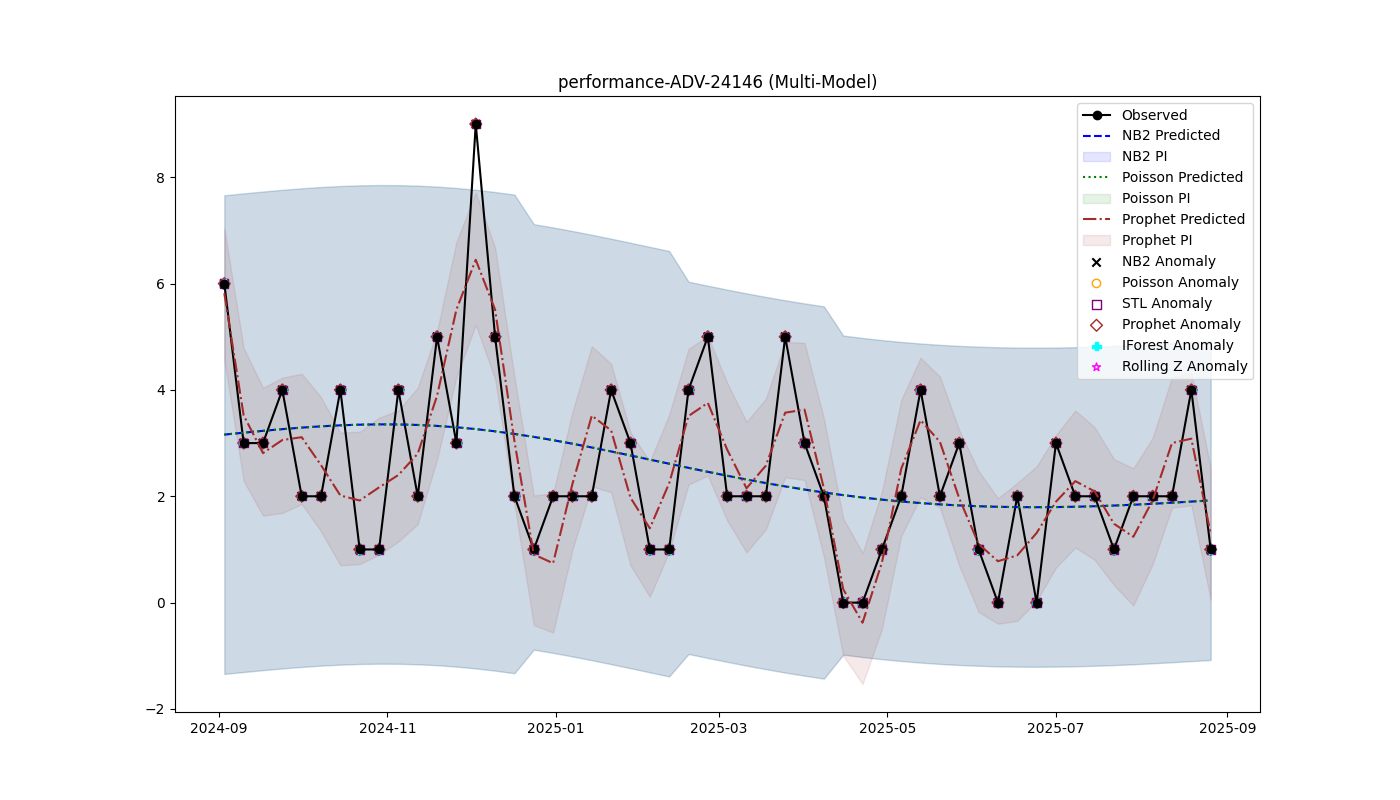 performance-ADV-24146 (Multi-Model)
Observed
NB2 Predicted
NB2 PI
Poisson Predicted
Poisson PI
Prophet Predicted
Prophet PI
NB2 Anomaly
Poisson Anomaly
STL Anomaly
Prophet Anomaly
IForest Anomaly
Rolling Z Anomaly
8
6
4
2
0
−2
2024-09 2024-11 2025-01 2025-03 2025-05 2025-07 2025-09